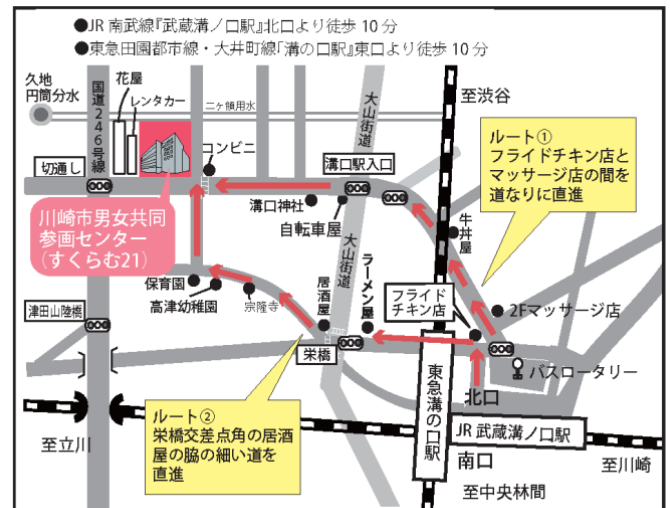 ●JR 南武線『武蔵溝ノ口駅』北口より徒歩 10 分
●東急田園都市線・大井町線「溝の口駅」東口より徒歩 10 分
久地
円筒分水
国道246号線
花屋
レンタカー
二ヶ領用水
コンビニ
大山街道
至渋谷
ルート①
フライドチキン店と
マッサージ店の間を
道なりに直進
切通し
溝口駅入口
川崎市男女共同
参画センター
(すくらむ21)
溝口神社
自転車屋
牛丼屋
大山街道
保育園
高津幼稚園
宗隆寺
居酒屋
ラーメン屋
フライド
チキン店
2Fマッサージ店
津田山陸橋
栄橋
バスロータリー
北口
ルート②
栄橋交差点角の居酒
屋の脇の細い道を
直進
東急溝の口駅
JR 武蔵溝ノ口駅
至立川
南口
至川崎
至中央林間